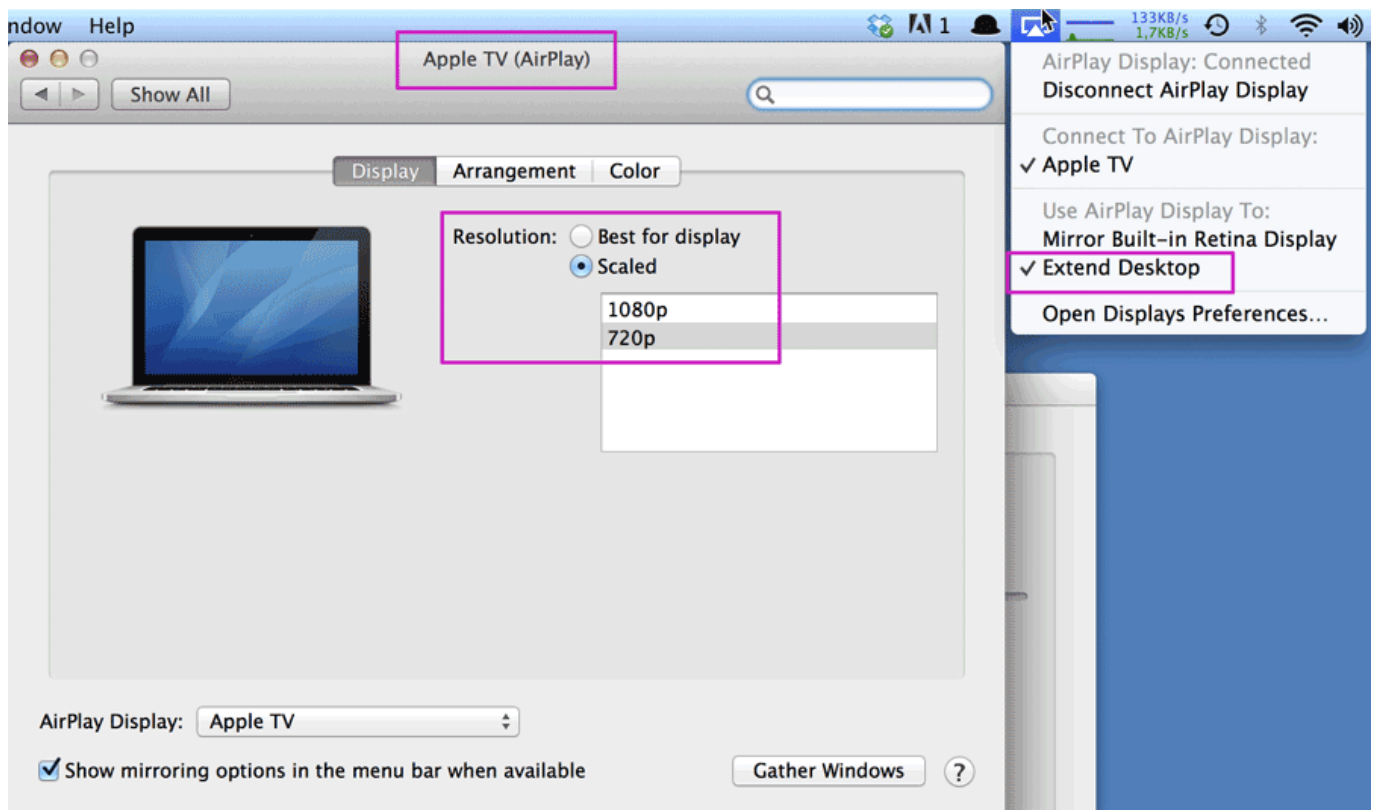 ndow Help
1
133KB/s
1,7KB/s
Apple TV (AirPlay)
Show All
AirPlay Display: Connected
Disconnect AirPlay Display
Connect To AirPlay Display:
✓ Apple TV
Use AirPlay Display To:
Mirror Built-in Retina Display
✓ Extend Desktop
Open Displays Preferences...
Display Arrangement Color
Resolution: Best for display
Scaled
1080p
720p
AirPlay Display: Apple TV
Show mirroring options in the menu bar when available
Gather Windows ?